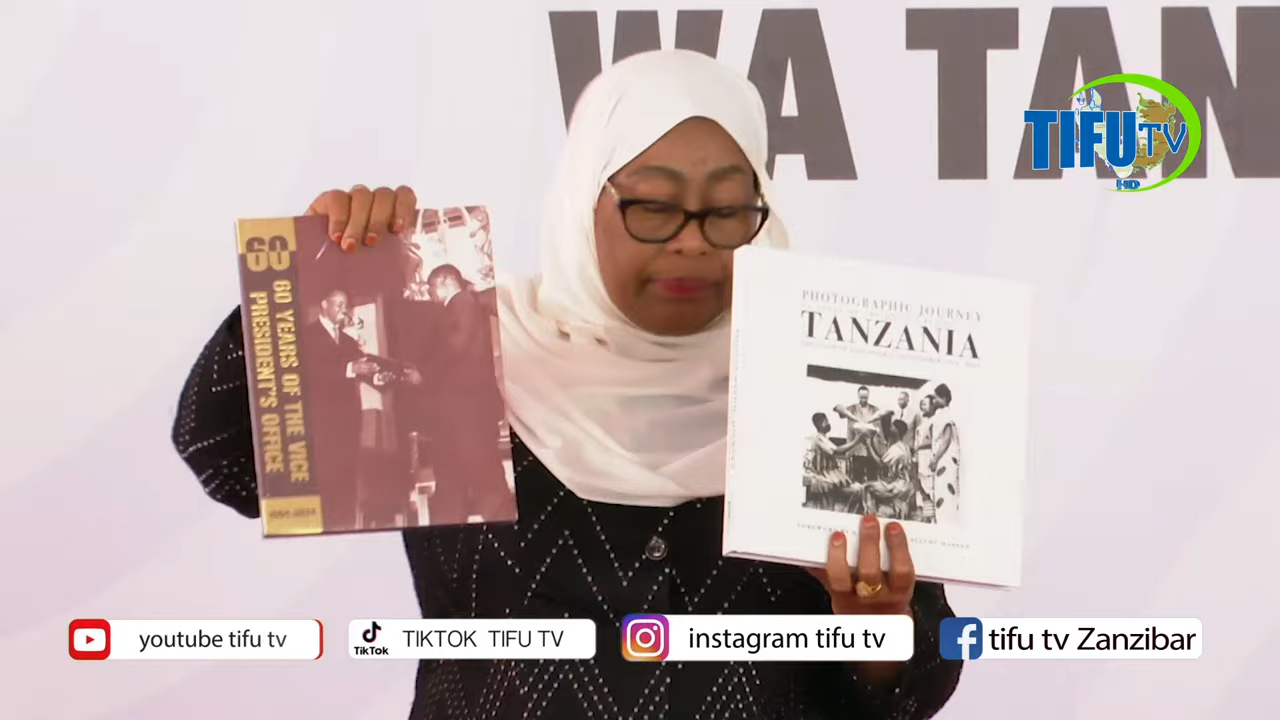 WA TAN
TIFU TV
HD
60
60 YEARS OF THE VICE
PRESIDENT'S OFFICE
PHOTOGRAPHIC JOURNEY
TANZANIA
youtube tifu tv
TikTok
TIKTOK TIFU TV
instagram tifu tv
tifu tv Zanzibar